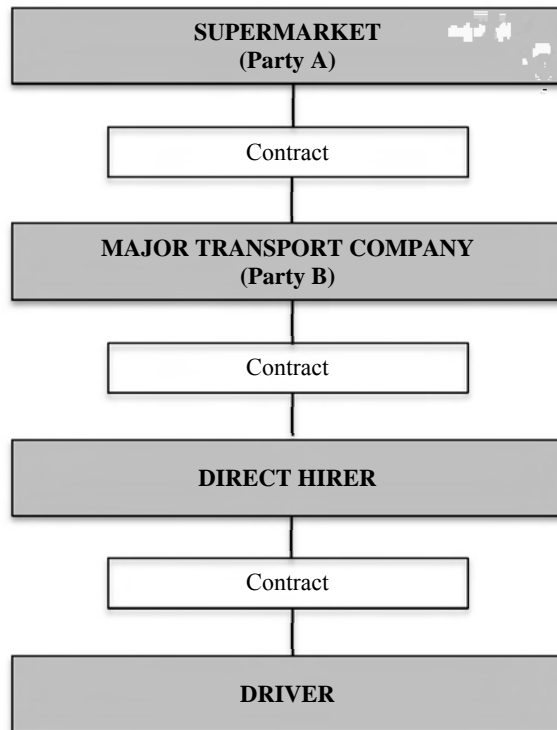 SUPERMARKET
(Party A)
Contract
MAJOR TRANSPORT COMPANY
(Party B)
Contract
DIRECT HIRER
Contract
DRIVER